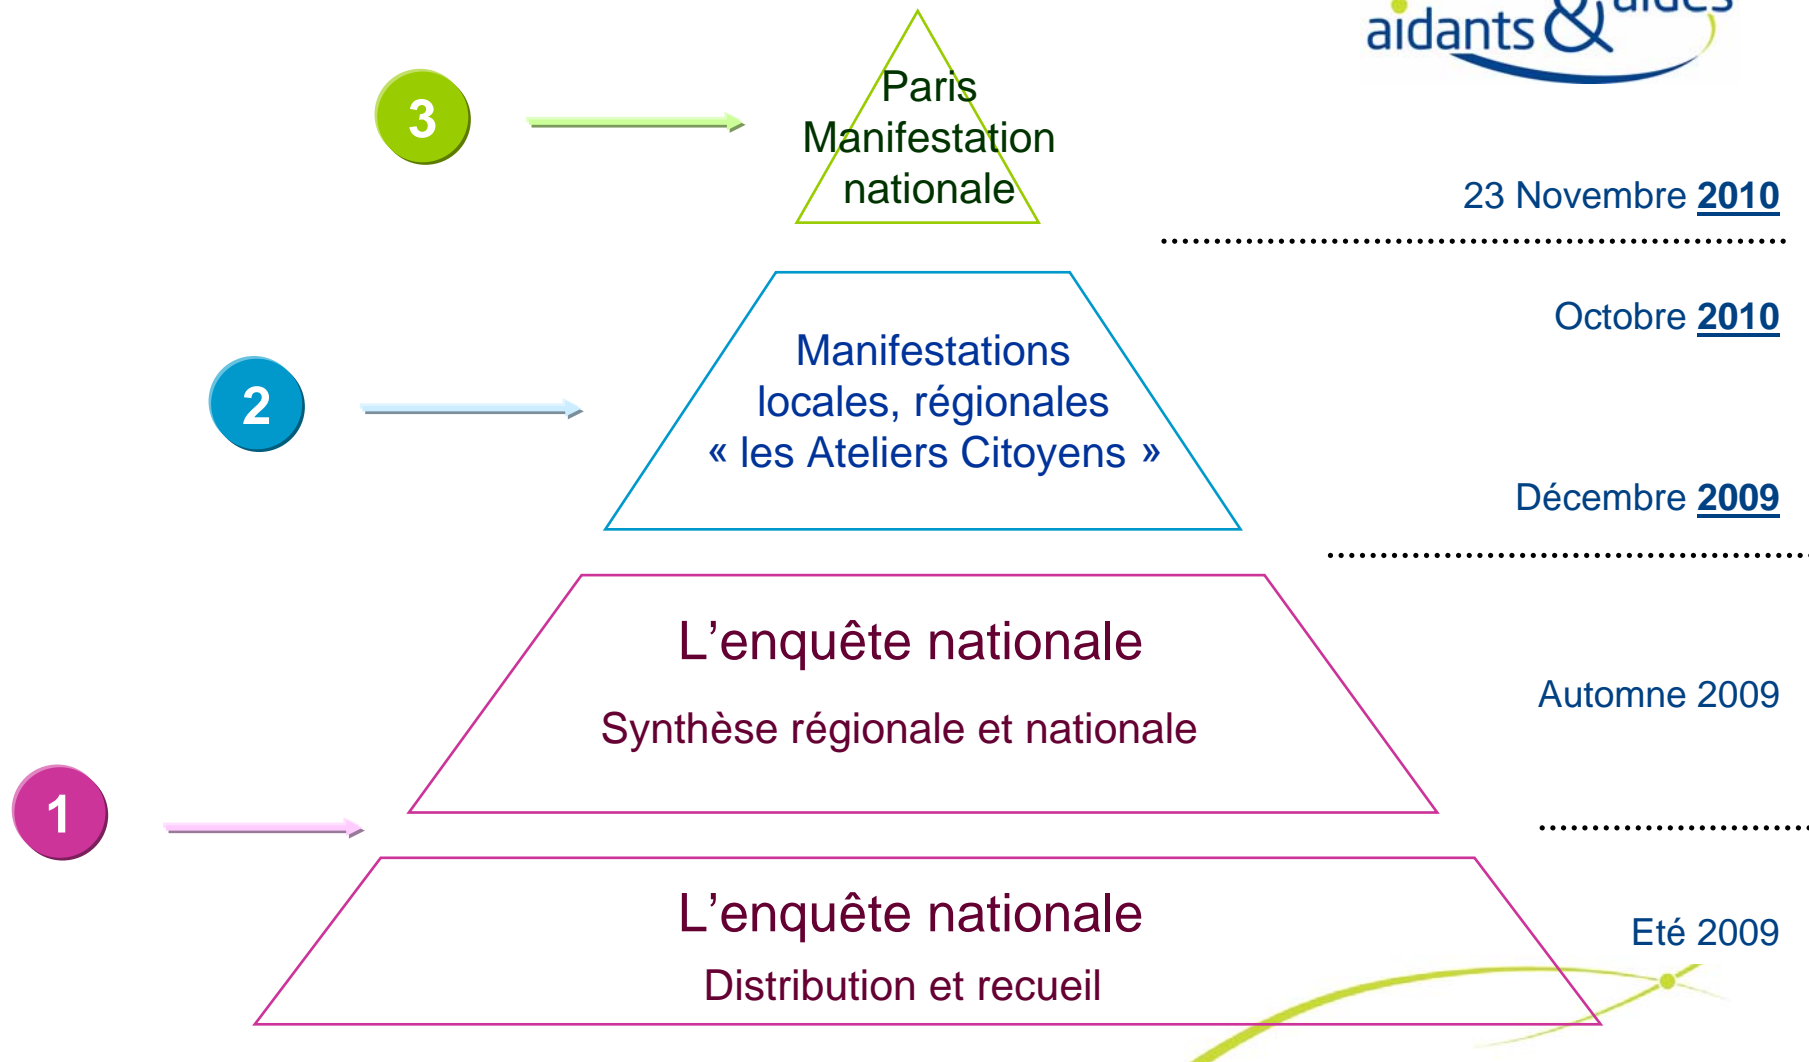 aidants & aidés
3
Paris
Manifestation
nationale
23 Novembre 2010
Octobre 2010
2
Manifestations
locales, régionales
« les Ateliers Citoyens »
Décembre 2009
L’enquête nationale
Synthèse régionale et nationale
Automne 2009
1
L’enquête nationale
Distribution et recueil
Eté 2009